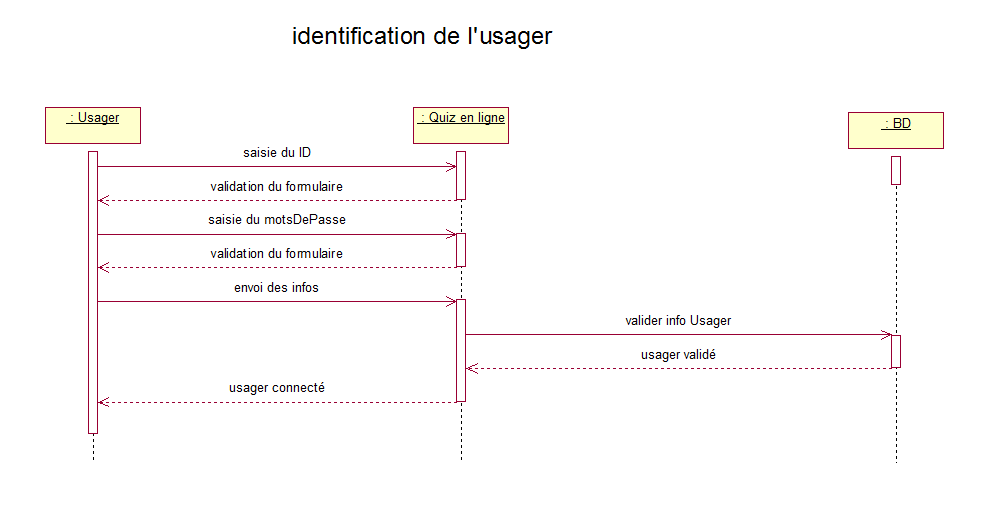 identification de l'usager
: Usager
: Quiz en ligne
: BD
saisie du ID
validation du formulaire
saisie du motsDePasse
validation du formulaire
envoi des infos
valider info Usager
usager validé
usager connecté